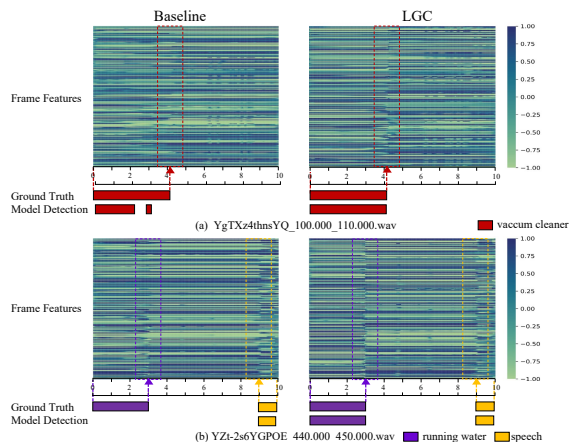 Baseline LGC
Frame Features
1.00
0.75
0.50
0.25
0.00
−0.25
−0.50
−0.75
−1.00
0 2 4 6 8 10 0 2 4 6 8 10
Ground Truth
Model Detection
(a) YgTXz4thnsYQ_100.000_110.000.wav vaccum cleaner
Frame Features
1.00
0.75
0.50
0.25
0.00
−0.25
−0.50
−0.75
−1.00
0 2 4 6 8 10 0 2 4 6 8 10
Ground Truth
Model Detection
(b) YZt-2s6YGPOE_440.000_450.000.wav running water speech